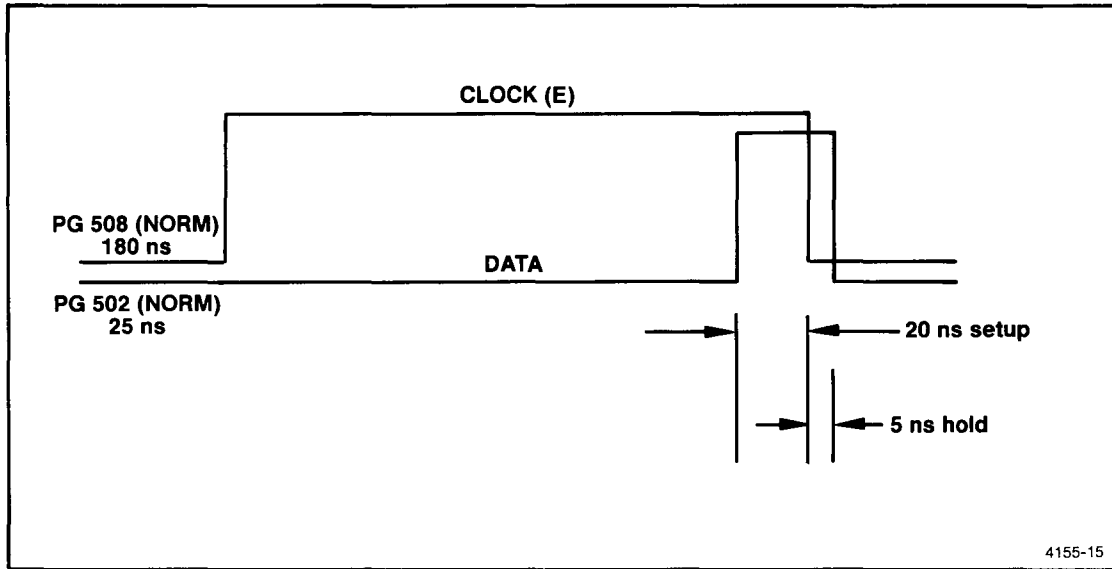 CLOCK (E)
PG 508 (NORM)
180 ns
DATA
PG 502 (NORM)
25 ns
20 ns setup
5 ns hold
4155-15